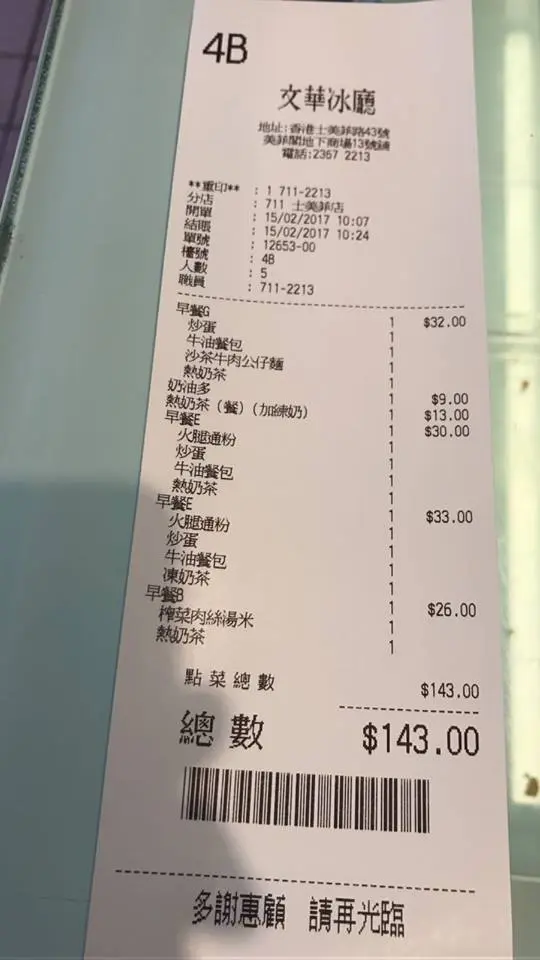 4B
文華冰廳
地址:香港士美菲路43號
美菲閣地下商場13號舖
電話:2367 2213
**重印** : 1 711-2213
分店 : 711 士美菲店
開單 : 15/02/2017 10:07
結賬 : 15/02/2017 10:24
單號 : 12653-00
檯號 : 4B
人數 : 5
職員 : 711-2213
早餐G 1 $32.00
炒蛋 1
牛油餐包 1
沙茶牛肉公仔麵 1
熱奶茶 1
奶油多 1 $9.00
熱奶茶(餐)(加練奶) 1 $13.00
早餐E 1 $30.00
火腿通粉 1
炒蛋 1
牛油餐包 1
熱奶茶 1
早餐E 1 $33.00
火腿通粉 1
炒蛋 1
牛油餐包 1
凍奶茶 1
早餐B 1 $26.00
榨菜肉絲湯米 1
熱奶茶 1
點菜總數 $143.00
總數 $143.00
多謝惠顧 請再光臨